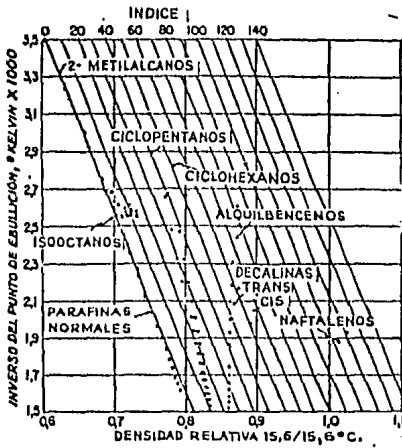 INDICE
0 20 40 60 80 100 120 140
3,5
3,3
3,1
2,9
2,7
2,5
2,3
2,1
1,9
1,7
1,5
INVERSO DEL PUNTO DE EBULLICIÓN, °KELVIN X1000
2- METILALCANOS
CICLOPENTANOS
CICLOHEXANOS
ISOOCTANOS
ALQUILBENCENOS
DECALINAS
TRANS
CIS
NAFTALENOS
PARAFINAS
NORMALES
0,6 0,7 0,8 0,9 1,0 1,1
DENSIDAD RELATIVA 15,6/15,6°C.